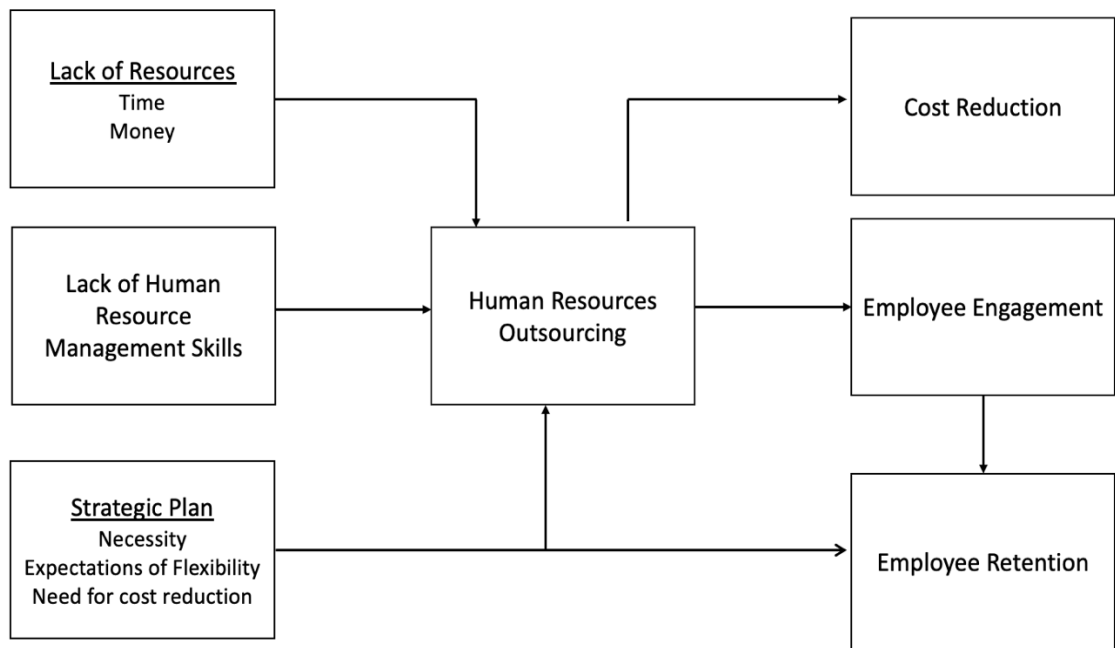 Lack of Resources
Time
Money
Cost Reduction
Lack of Human
Resource
Management Skills
Human Resources
Outsourcing
Employee Engagement
Strategic Plan
Necessity
Expectations of Flexibility
Need for cost reduction
Employee Retention